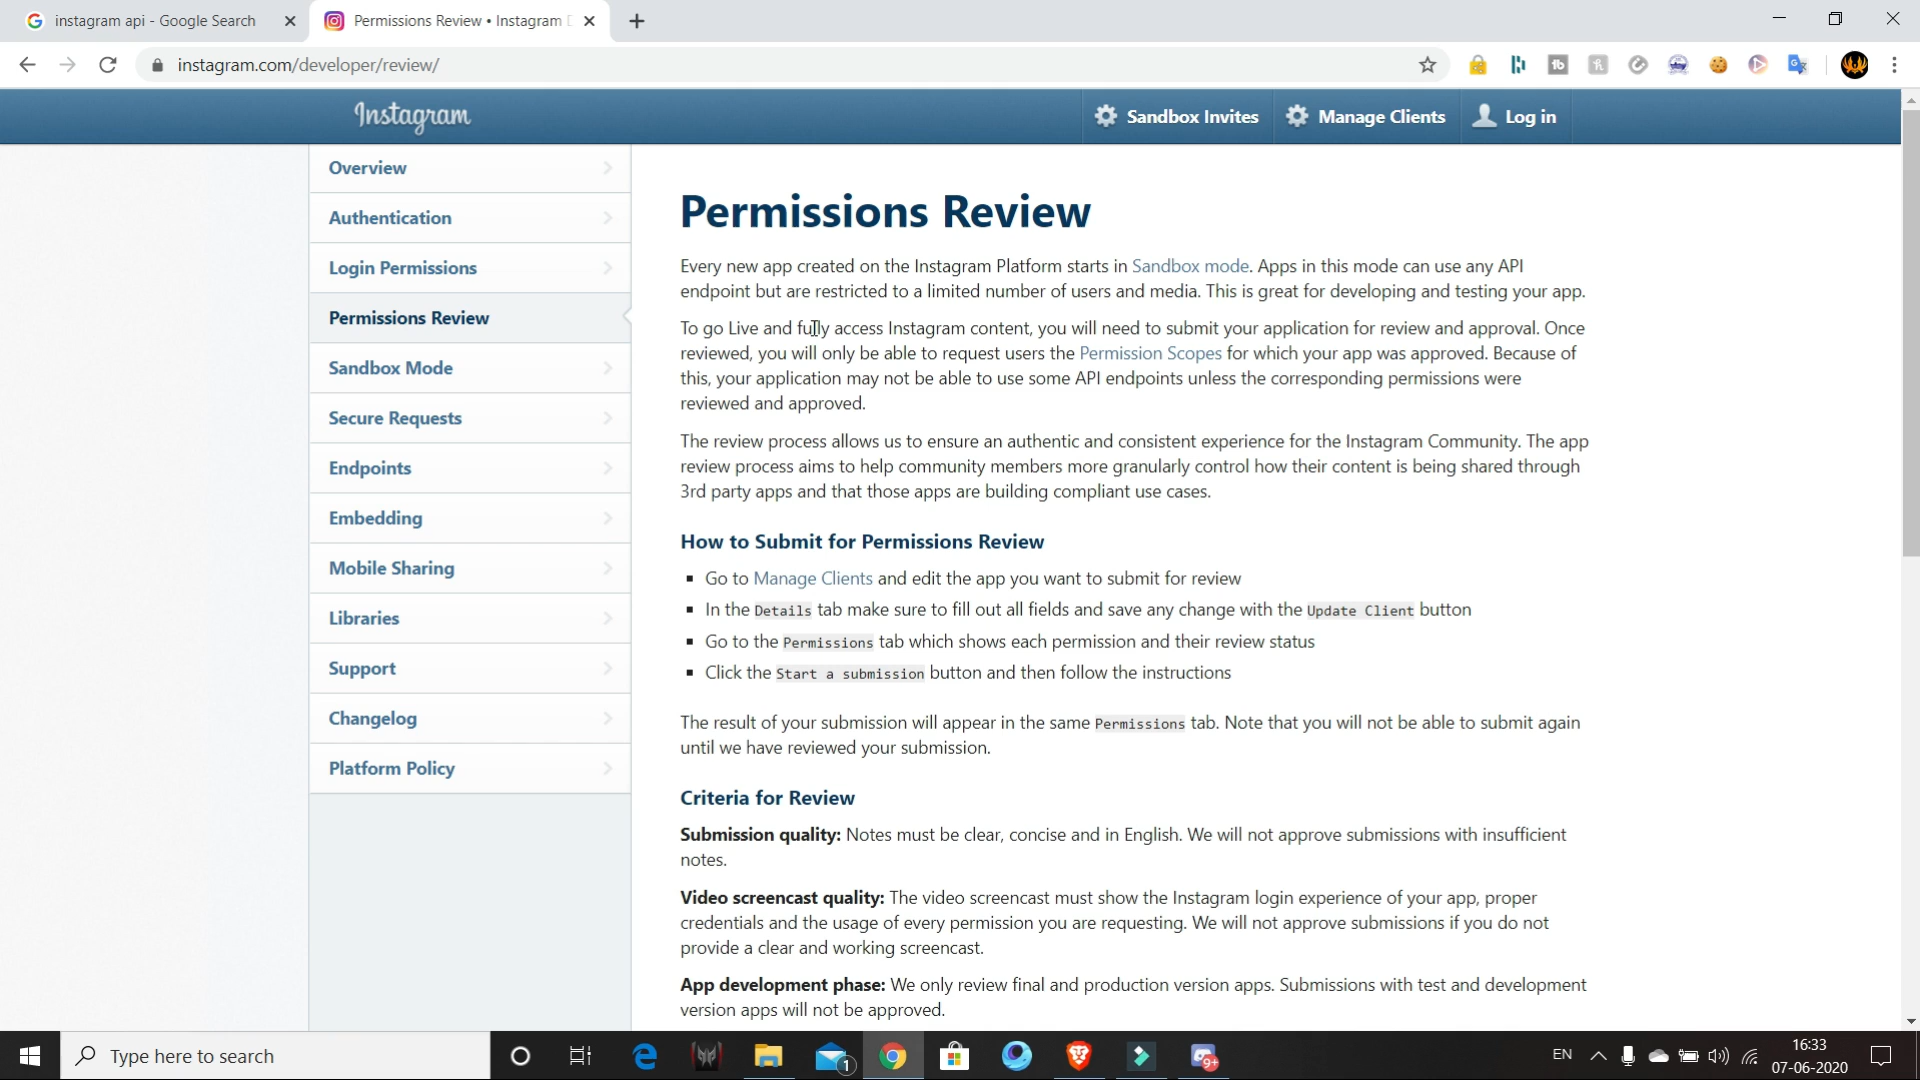 instagram api - Google Search
Permissions Review • Instagram
instagram.com/developer/review/
Instagram
Sandbox Invites
Manage Clients
Log in
Overview
Authentication
Login Permissions
Permissions Review
Sandbox Mode
Secure Requests
Endpoints
Embedding
Mobile Sharing
Libraries
Support
Changelog
Platform Policy
Permissions Review
Every new app created on the Instagram Platform starts in Sandbox mode. Apps in this mode can use any API
endpoint but are restricted to a limited number of users and media. This is great for developing and testing your app.
To go Live and fully access Instagram content, you will need to submit your application for review and approval. Once
reviewed, you will only be able to request users the Permission Scopes for which your app was approved. Because of
this, your application may not be able to use some API endpoints unless the corresponding permissions were
reviewed and approved.
The review process allows us to ensure an authentic and consistent experience for the Instagram Community. The app
review process aims to help community members more granularly control how their content is being shared through
3rd party apps and that those apps are building compliant use cases.
How to Submit for Permissions Review
Go to Manage Clients and edit the app you want to submit for review
In the Details tab make sure to fill out all fields and save any change with the Update Client button
Go to the Permissions tab which shows each permission and their review status
Click the Start a submission button and then follow the instructions
The result of your submission will appear in the same Permissions tab. Note that you will not be able to submit again
until we have reviewed your submission.
Criteria for Review
Submission quality: Notes must be clear, concise and in English. We will not approve submissions with insufficient
notes.
Video screencast quality: The video screencast must show the Instagram login experience of your app, proper
credentials and the usage of every permission you are requesting. We will not approve submissions if you do not
provide a clear and working screencast.
App development phase: We only review final and production version apps. Submissions with test and development
version apps will not be approved.
Type here to search
1
9+
EN
16:33
07-06-2020